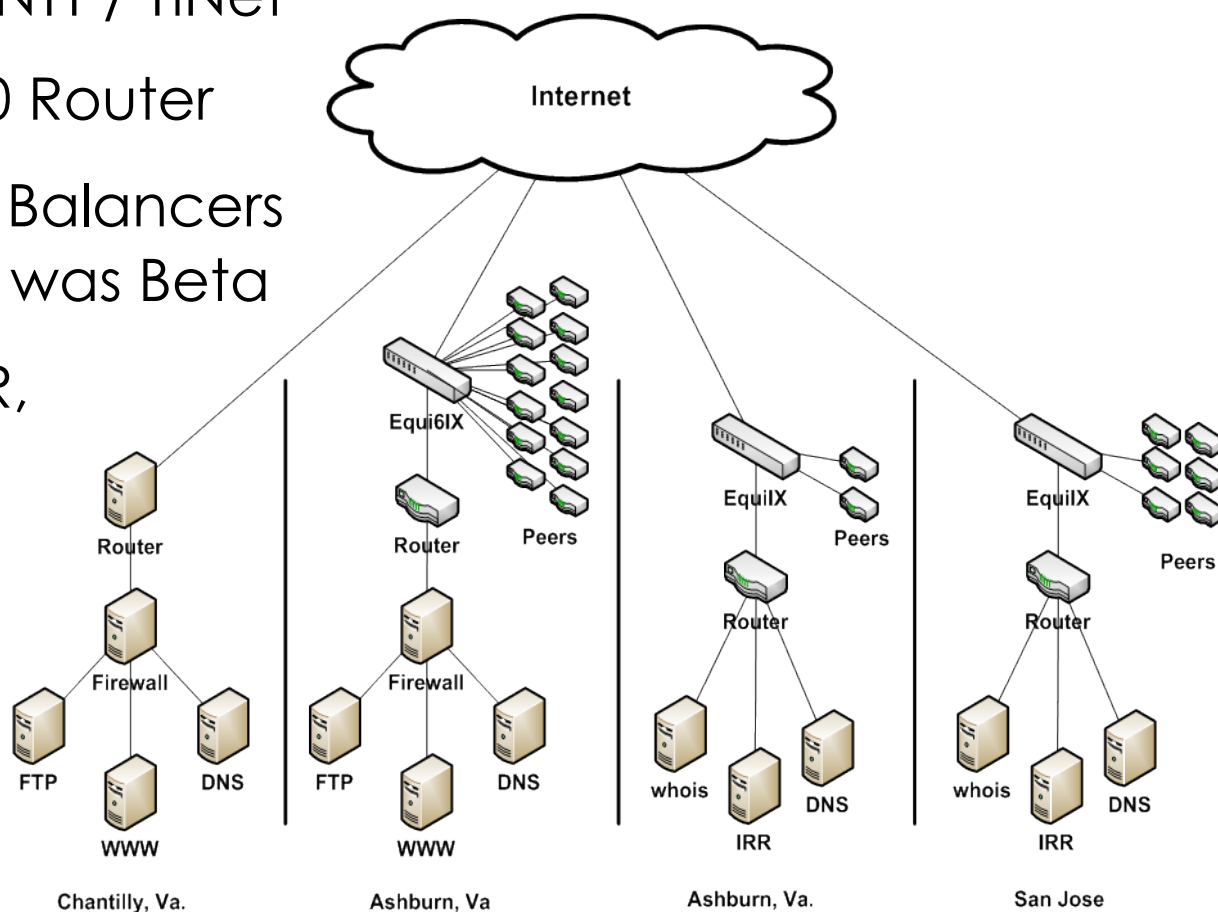 NTT / TiNet
0 Router
Balancers
was Beta
R,
Internet
Equi6IX
Router
Peers
Firewall
FTP
DNS
WWW
Ashburn, Va
Router
Firewall
FTP
DNS
WWW
Chantilly, Va.
EquiIX
Peers
Router
whois
DNS
IRR
Ashburn, Va.
EquiIX
Peers
Router
whois
DNS
IRR
San Jose